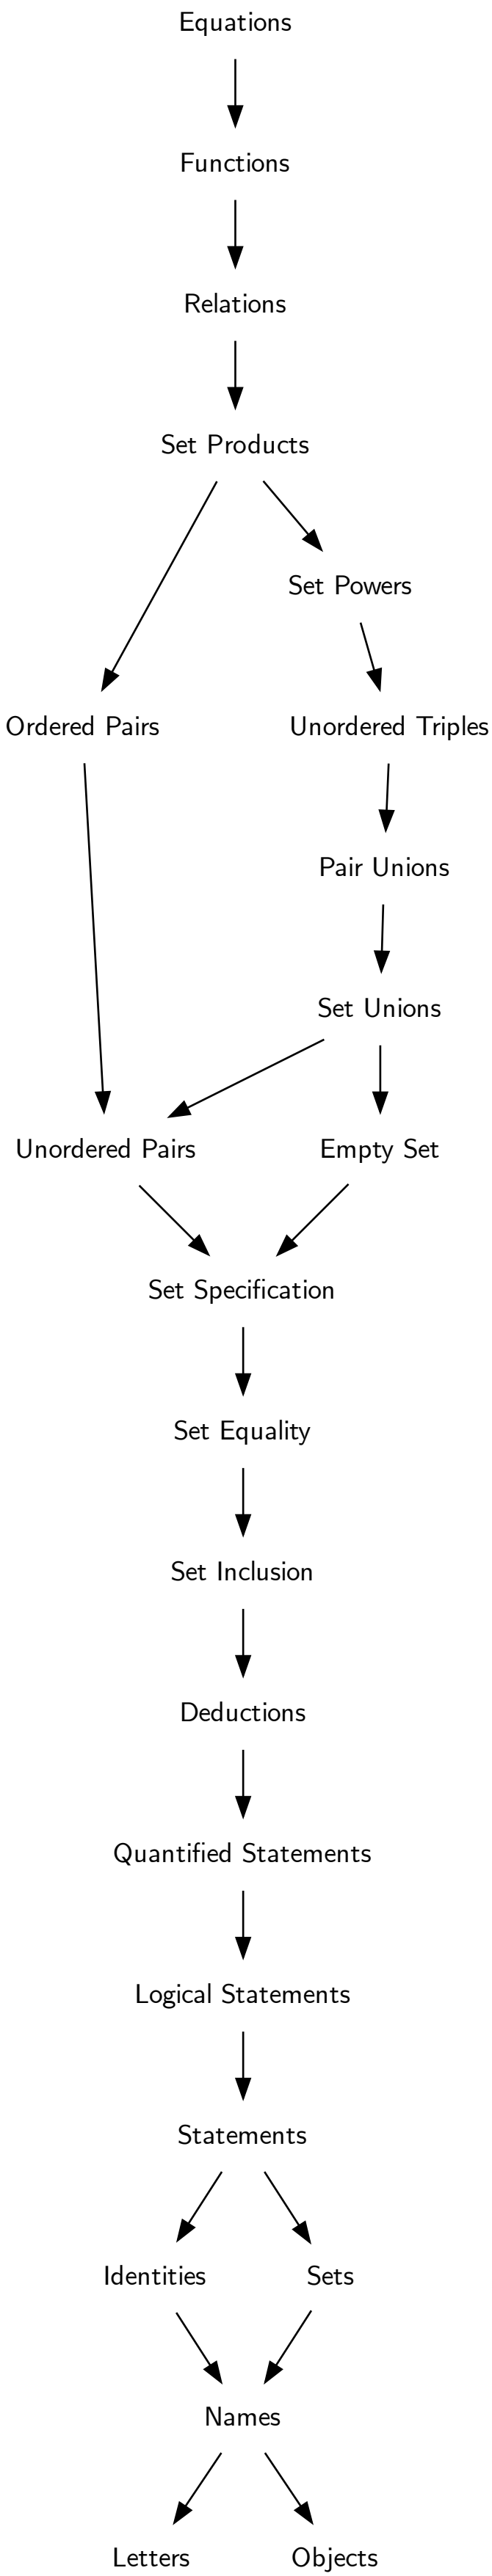 Equations
Functions
Relations
Set Products
Set Powers
Ordered Pairs
Unordered Triples
Pair Unions
Set Unions
Unordered Pairs
Empty Set
Set Specification
Set Equality
Set Inclusion
Deductions
Quantified Statements
Logical Statements
Statements
Identities
Sets
Names
Letters
Objects